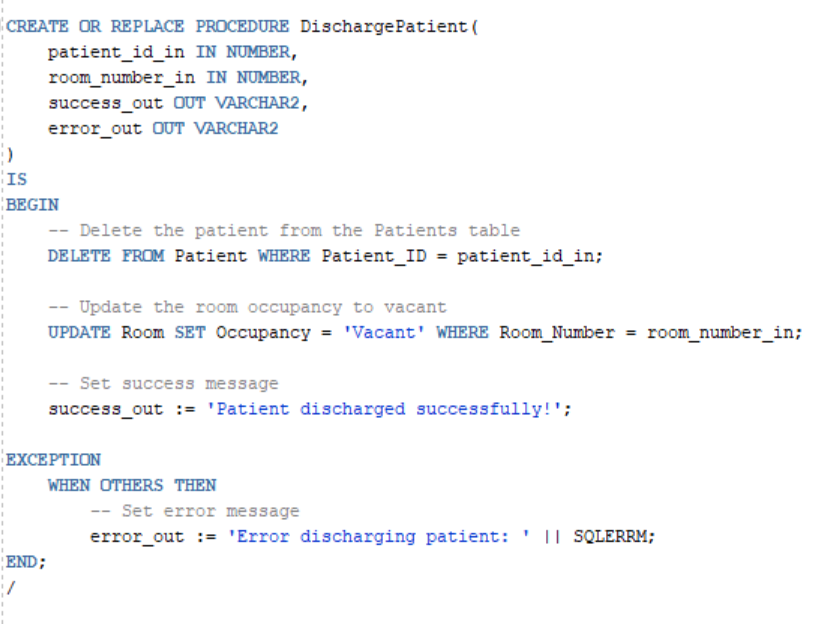 CREATE OR REPLACE PROCEDURE DischargePatient(
    patient_id_in IN NUMBER,
    room_number_in IN NUMBER,
    success_out OUT VARCHAR2,
    error_out OUT VARCHAR2
)
IS
BEGIN
    -- Delete the patient from the Patients table
    DELETE FROM Patient WHERE Patient_ID = patient_id_in;

    -- Update the room occupancy to vacant
    UPDATE Room SET Occupancy = 'Vacant' WHERE Room_Number = room_number_in;

    -- Set success message
    success_out := 'Patient discharged successfully!';

EXCEPTION
    WHEN OTHERS THEN
        -- Set error message
        error_out := 'Error discharging patient: ' || SQLERRM;
END;
/